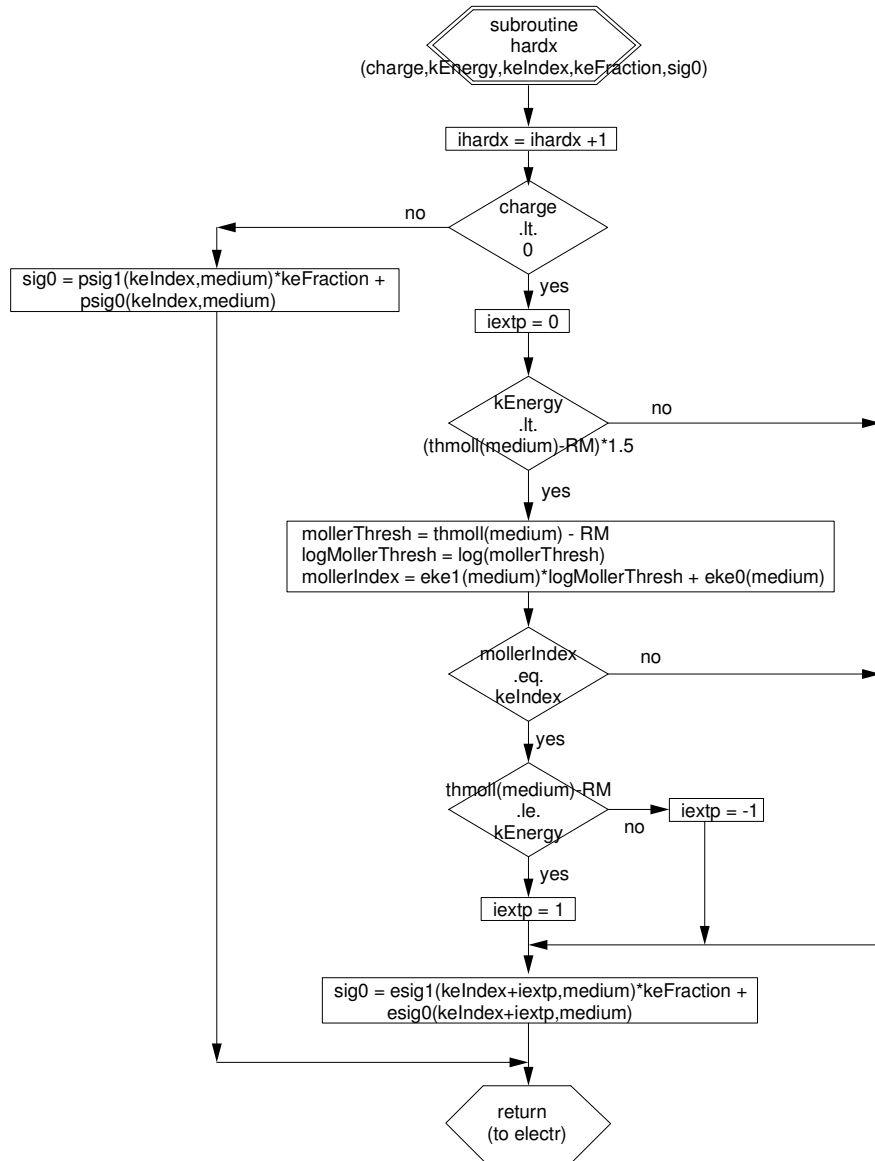 subroutine
hardx
(charge,kEnergy,keIndex,keFraction,sig0)
ihardx = ihardx +1
charge
.lt.
0
no
yes
sig0 = psig1(keIndex,medium)*keFraction +
psig0(keIndex,medium)
iextp = 0
kEnergy
.lt.
(thmoll(medium)-RM)*1.5
no
yes
mollerThresh = thmoll(medium) - RM
logMollerThresh = log(mollerThresh)
mollerIndex = eke1(medium)*logMollerThresh + eke0(medium)
mollerIndex
.eq.
keIndex
no
yes
thmoll(medium)-RM
.le.
kEnergy
no
iextp = -1
yes
iextp = 1
sig0 = esig1(keIndex+iextp,medium)*keFraction +
esig0(keIndex+iextp,medium)
return
(to electr)